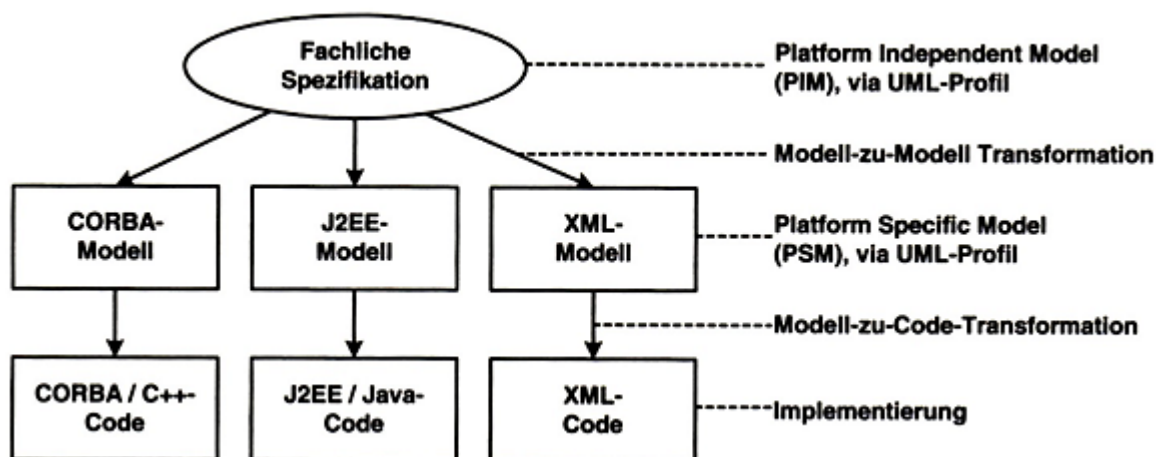 Fachliche
Spezifikation
Platform Independent Model
(PIM), via UML-Profil
Modell-zu-Modell Transformation
CORBA-
Modell
J2EE-
Modell
XML-
Modell
Platform Specific Model
(PSM), via UML-Profil
Modell-zu-Code-Transformation
CORBA / C++-
Code
J2EE / Java-
Code
XML-
Code
Implementierung